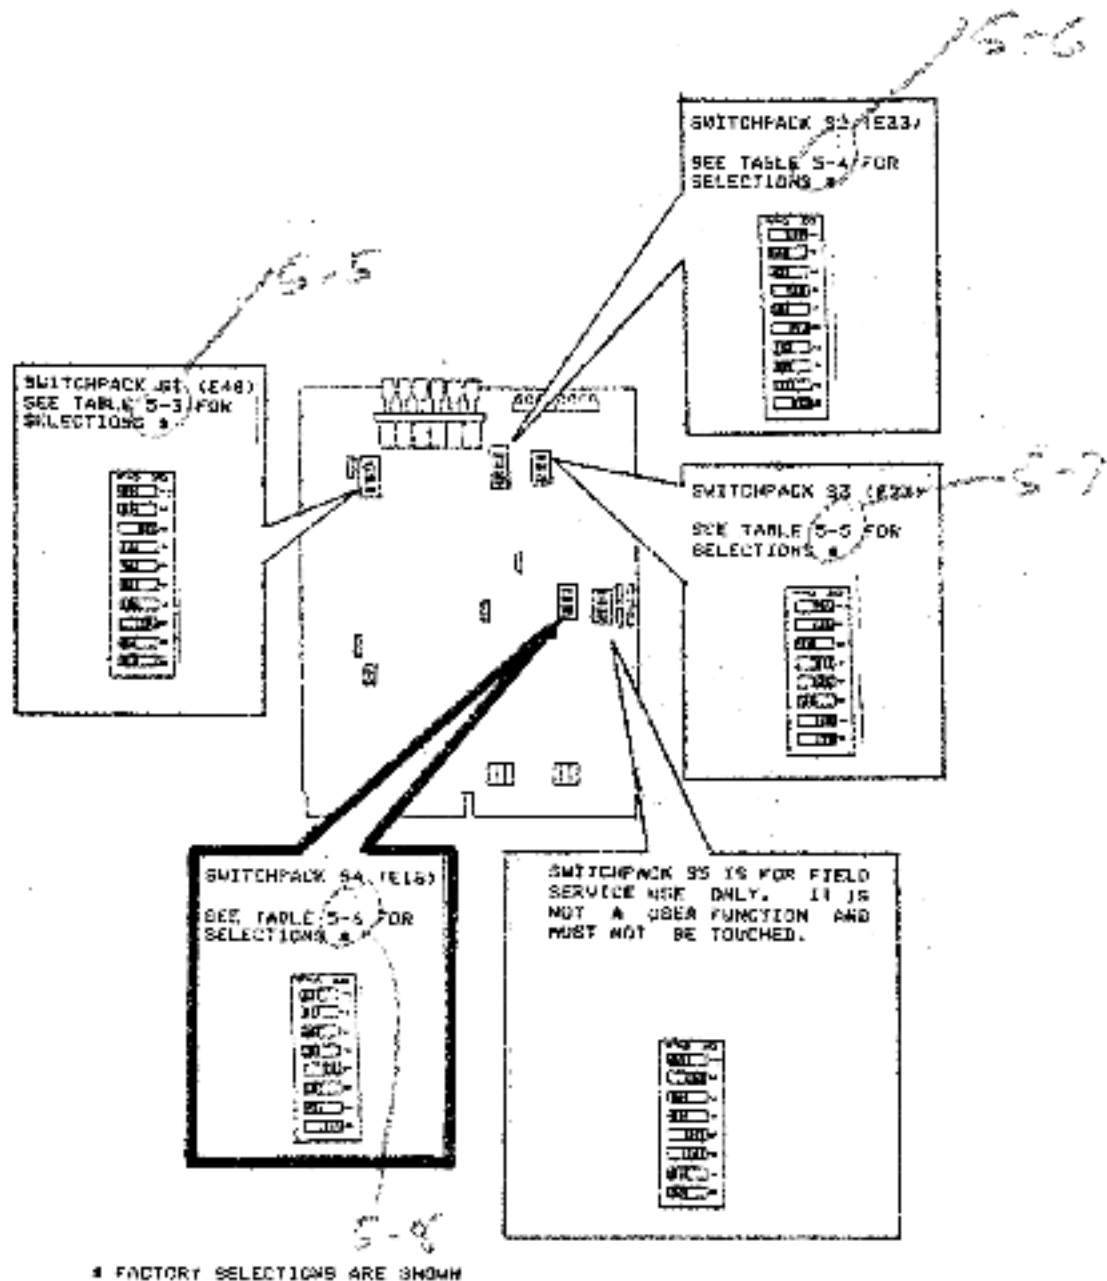 5-6
SWITCHPACK S2 (E33)
SEE TABLE 5-4 FOR
SELECTIONS *
5-5
SWITCHPACK S1 (E48)
SEE TABLE 5-3 FOR
SELECTIONS *
5-7
SWITCHPACK S3
SEE TABLE 5-5 FOR
SELECTIONS *
SWITCHPACK S4
SEE TABLE 5-6 FOR
SELECTIONS *
SWITCHPACK S5 IS FOR FIELD
SERVICE USE ONLY. IT IS
NOT A USER FUNCTION AND
MUST NOT BE TOUCHED.
5-8
* FACTORY SELECTIONS ARE SHOWN